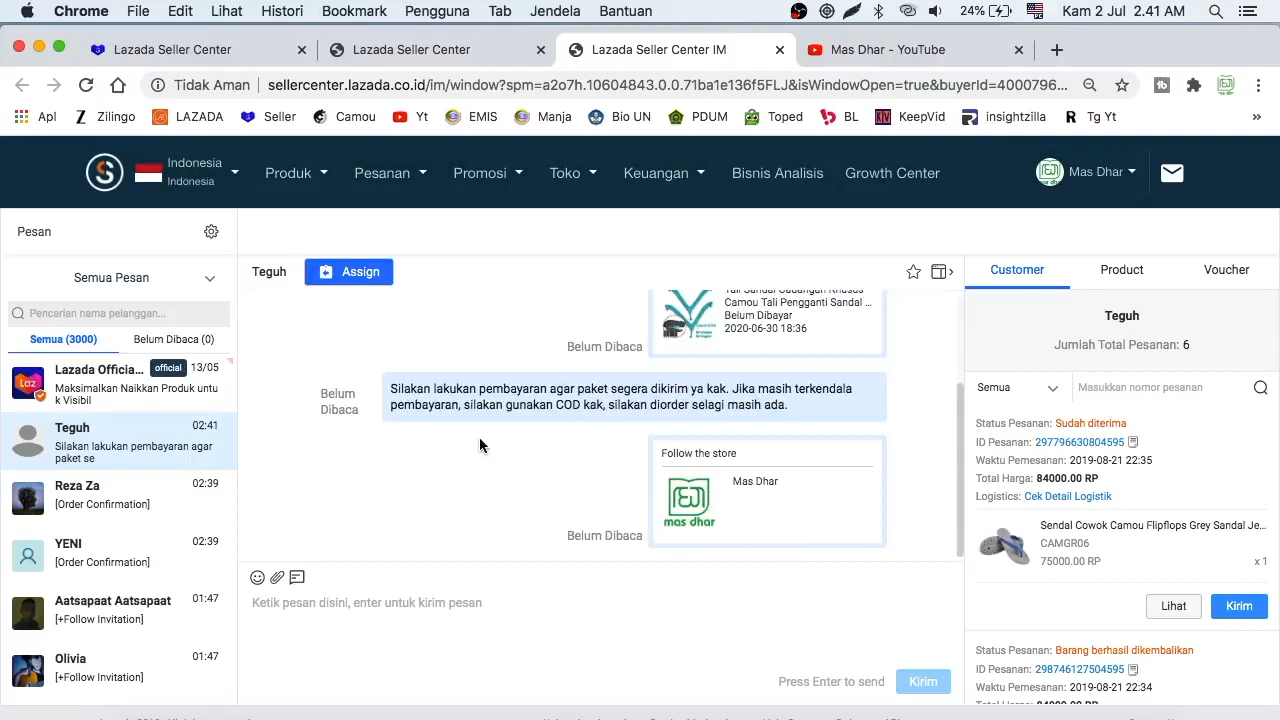 Chrome File Edit Lihat Histori Bookmark Pengguna Tab Jendela Bantuan 24% Kam 2 Jul 2.41 AM
Lazada Seller Center Lazada Seller Center Lazada Seller Center IM Mas Dhar - YouTube
Tidak Aman sellercenter.lazada.co.id/im/window?spm=a2o7h.10604843.0.0.71ba1e136f5FLJ&isWindowOpen=true&buyerId=4000796...
Apl Zilingo LAZADA Seller Camou Yt EMIS Manja Bio UN PDUM Toped BL KeepVid insightzilla Tg Yt »
Indonesia
Indonesia
Produk Pesanan Promosi Toko Keuangan Bisnis Analisis Growth Center Mas Dhar
Pesan
Semua Pesan
Pencarian nama pelanggan...
Semua (3000) Belum Dibaca (0)
Lazada Officia... official 13/05
Maksimalkan Naikkan Produk untu
k Visibil
Teguh 02:41
Silakan lakukan pembayaran agar
paket se
Reza Za 02:39
[Order Confirmation]
YENI 02:39
[Order Confirmation]
Aatsapaat Aatsapaat 01:47
[+Follow Invitation]
Olivia 01:47
[+Follow Invitation]
Teguh Assign
Tali Sandal Cadangan Khusus
Camou Tali Pengganti Sandal ...
Belum Dibayar
2020-06-30 18:36
Belum Dibaca
Belum
Dibaca
Silakan lakukan pembayaran agar paket segera dikirim ya kak. Jika masih terkendala
pembayaran, silakan gunakan COD kak, silakan diorder selagi masih ada.
Follow the store
Mas Dhar
mas dhar
Belum Dibaca
Ketik pesan disini, enter untuk kirim pesan
Press Enter to send Kirim
Customer Product Voucher
Teguh
Jumlah Total Pesanan: 6
Semua Masukkan nomor pesanan
Status Pesanan: Sudah diterima
ID Pesanan: 297796630804595
Waktu Pemesanan: 2019-08-21 22:35
Total Harga: 84000.00 RP
Logistics: Cek Detail Logistik
Sendal Cowok Camou Flipflops Grey Sandal Je...
CAMGR06
75000.00 RP x 1
Lihat Kirim
Status Pesanan: Barang berhasil dikembalikan
ID Pesanan: 298746127504595
Waktu Pemesanan: 2019-08-21 22:34